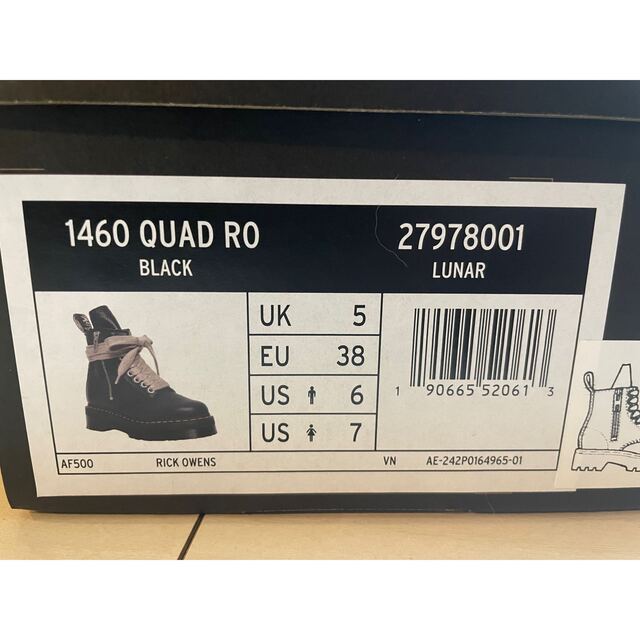 1460 QUAD RO
BLACK
27978001
LUNAR
UK 5
EU 38
US 6
US 7
1 90665 52061 3
AF500
RICK OWENS
VN
AE-242P0164965-01